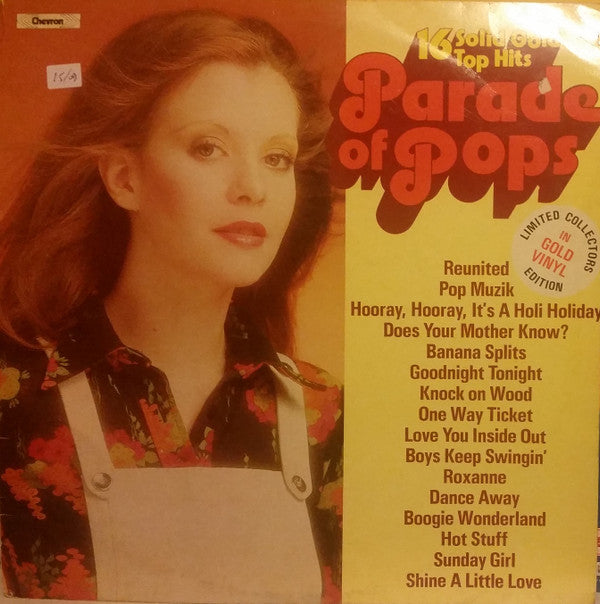 Chevron
15/09
16 Solid Gold
Top Hits
Parade
of Pops
LIMITED COLLECTORS
IN
GOLD
VINYL
EDITION
Reunited
Pop Muzik
Hooray, Hooray, It's A Holi Holiday
Does Your Mother Know?
Banana Splits
Goodnight Tonight
Knock on Wood
One Way Ticket
Love You Inside Out
Boys Keep Swingin'
Roxanne
Dance Away
Boogie Wonderland
Hot Stuff
Sunday Girl
Shine A Little Love